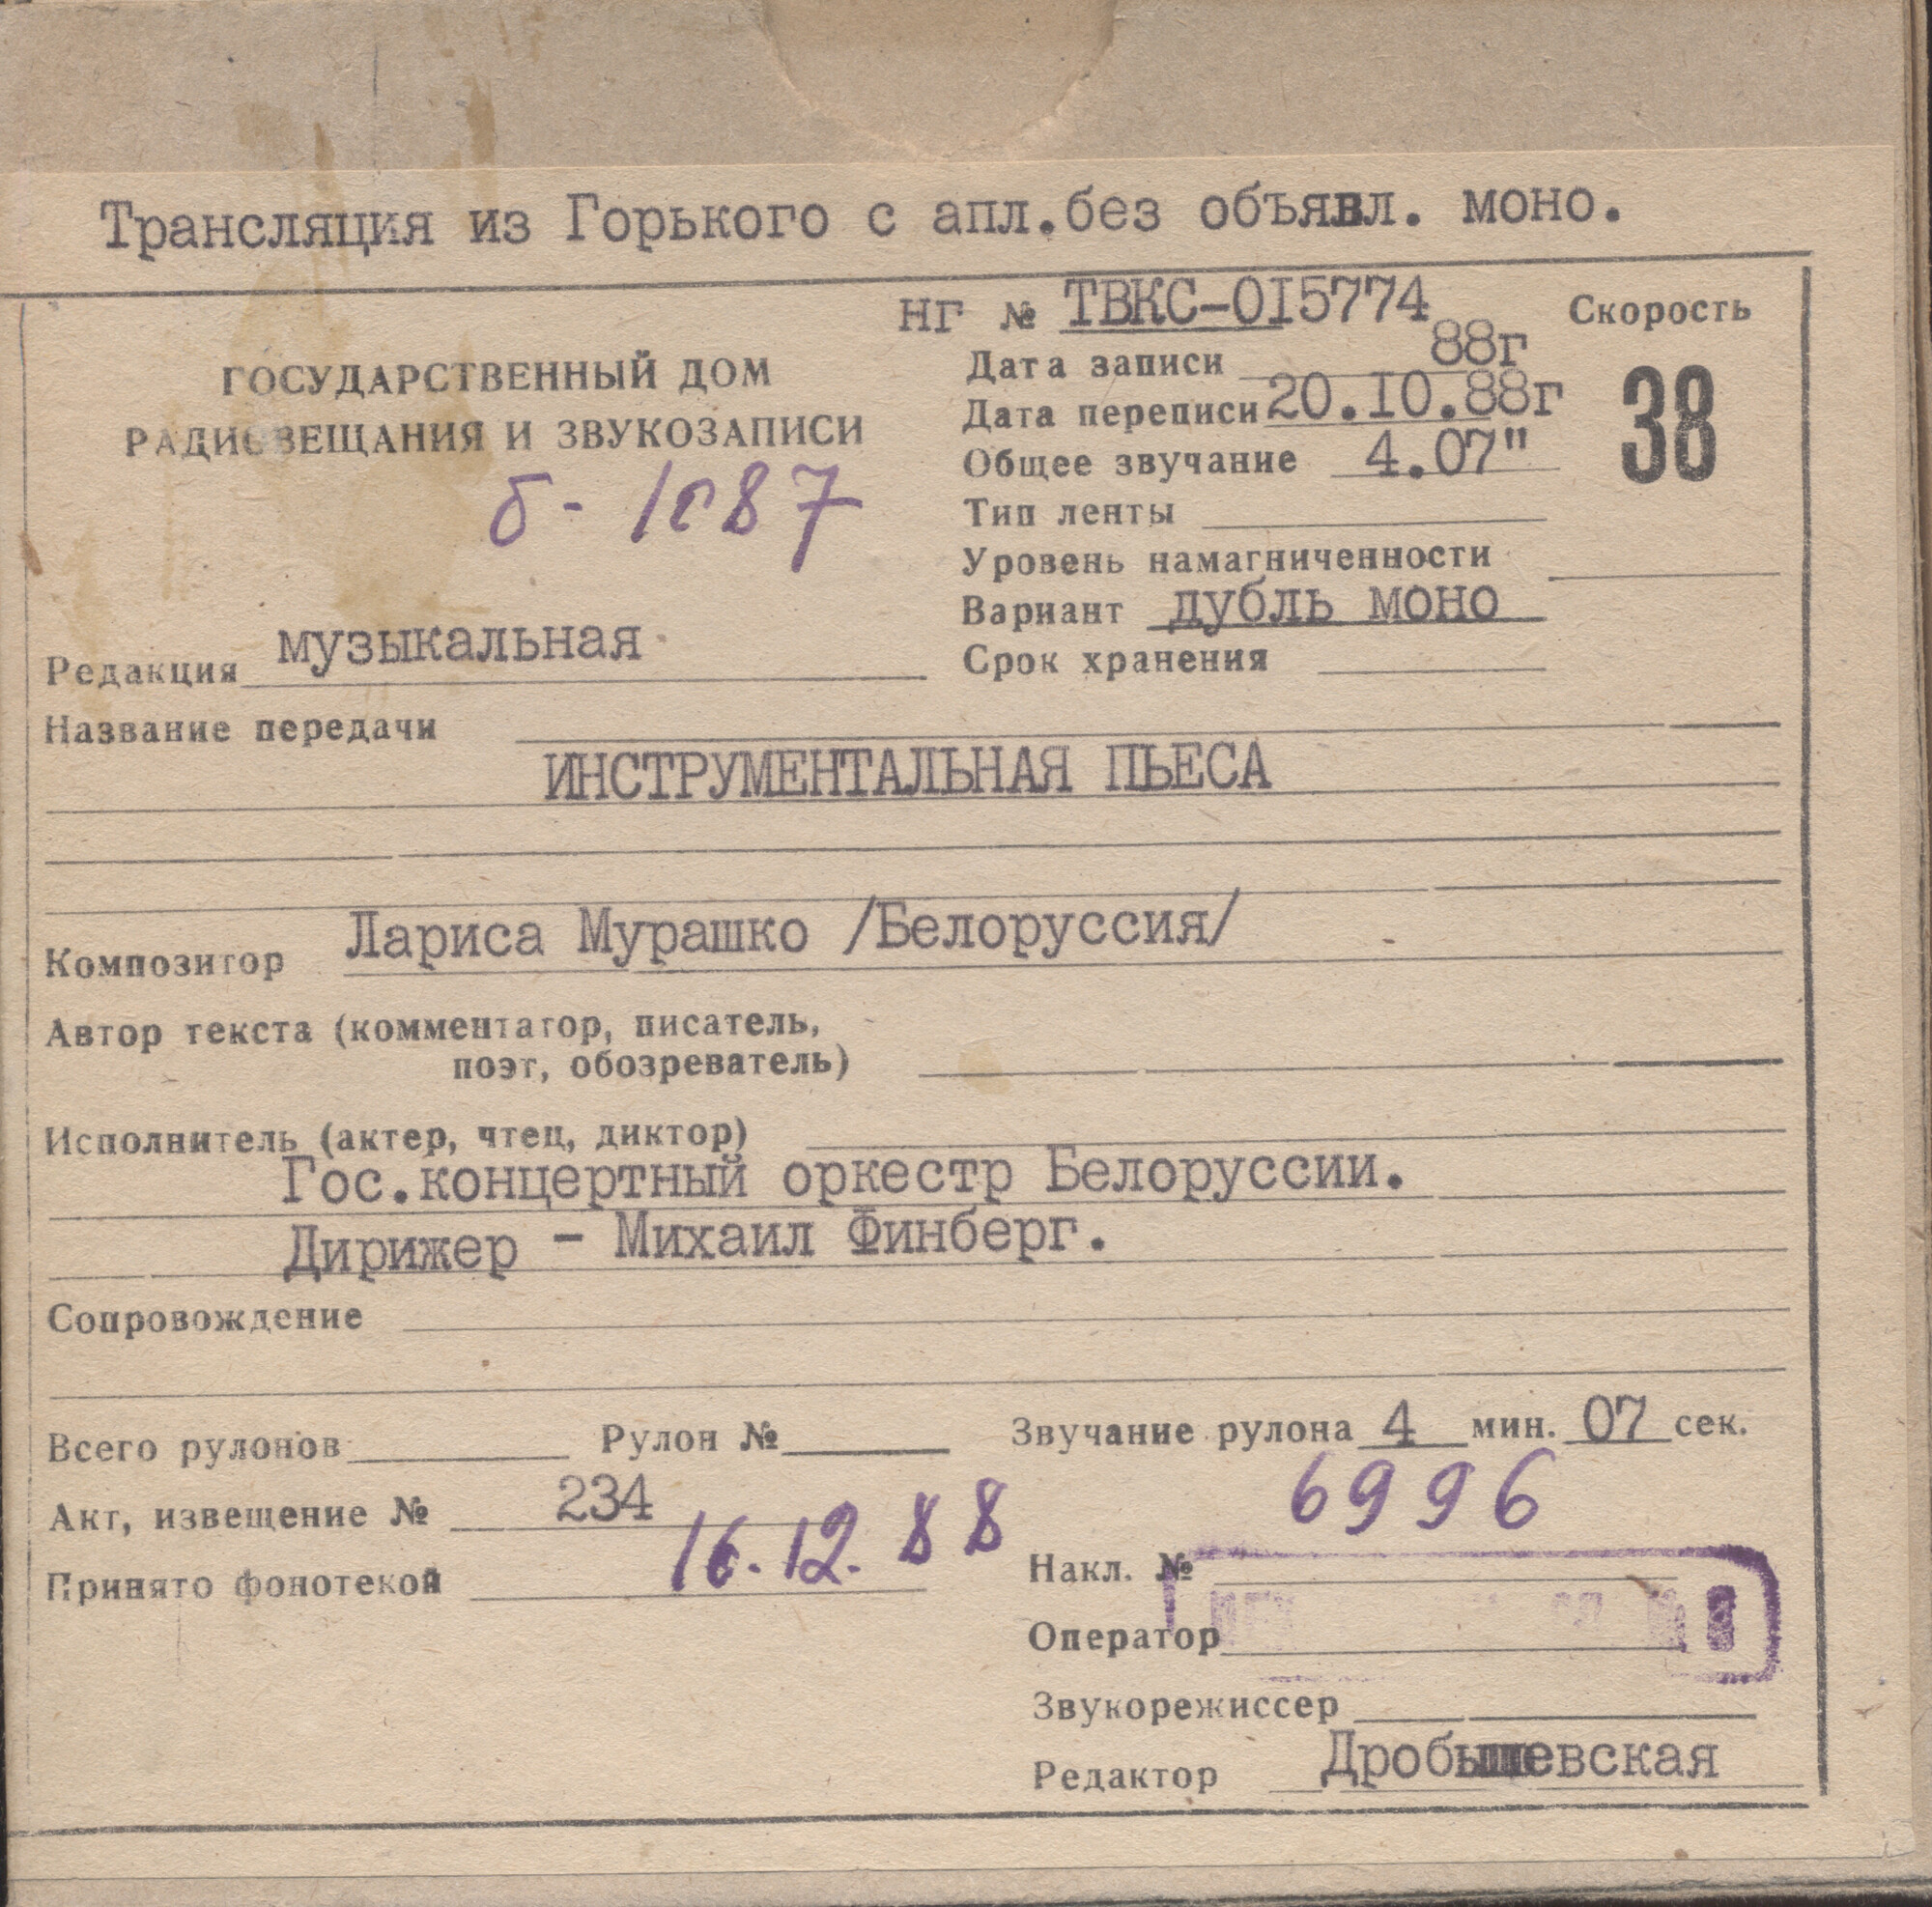 Трансляция из Горького с апл.без объявл. моно.
НГ № ТВКС-015774 Скорость
88г
Дата записи
ГОСУДАРСТВЕННЫЙ ДОМ
РАДИОВЕЩАНИЯ И ЗВУКОЗАПИСИ
Дата переписи 20.10.88г
38
Общее звучание 4.07"
Тип ленты
Уровень намагниченности
Вариант дубль моно
Редакция музыкальная
Срок хранения
Название передачи
ИНСТРУМЕНТАЛЬНАЯ ПЬЕСА
Композитор Лариса Мурашко /Белоруссия/
Автор текста (комментатор, писатель,
поэт, обозреватель)
Исполнитель (актер, чтец, диктор)
Гос.концертный оркестр Белоруссии.
Дирижер - Михаил Финберг.
Сопровождение
Всего рулонов Рулон № Звучание рулона 4 мин. 07 сек.
6996
Акт, извещение № 234
16.12.88
Накл. №
Принято фонотекой
Оператор
Звукорежиссер
Редактор Дробышевская